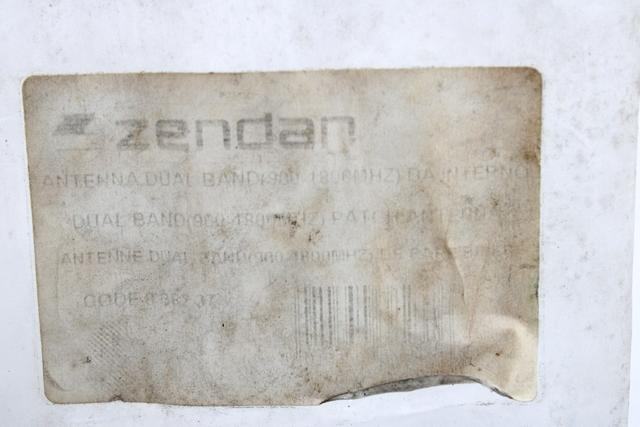 zendan
ANTENNA DUAL BAND(900-1800MHZ) DA INTERNO
DUAL BAND(900-1800MHZ) PATCH ANTENNA
ANTENNE DUAL BAND(900-1800MHZ)
CODE